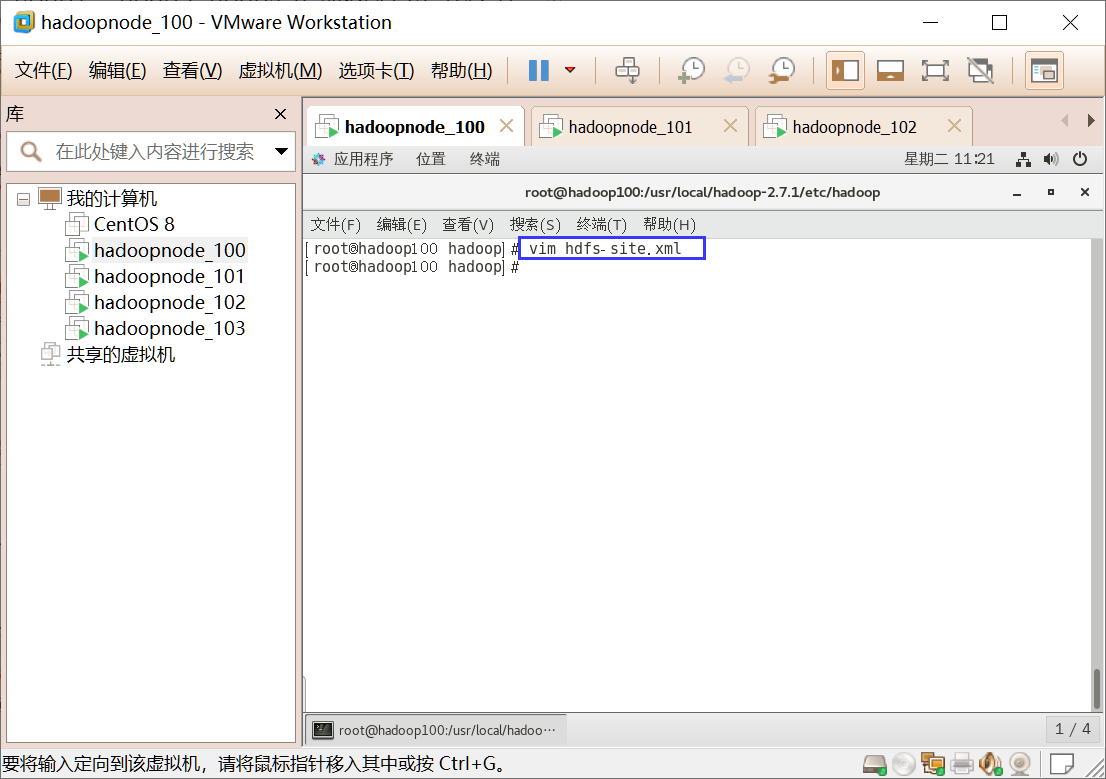 hadoopnode_100 - VMware Workstation
文件(F) 编辑(E) 查看(V) 虚拟机(M) 选项卡(T) 帮助(H)
库
在此处键入内容进行搜索
我的计算机
CentOS 8
hadoopnode_100
hadoopnode_101
hadoopnode_102
hadoopnode_103
共享的虚拟机
hadoopnode_100 hadoopnode_101 hadoopnode_102
应用程序 位置 终端 星期二 11∶21
root@hadoop100:/usr/local/hadoop-2.7.1/etc/hadoop
文件(F) 编辑(E) 查看(V) 搜索(S) 终端(T) 帮助(H)
[root@hadoop100 hadoop]# vim hdfs-site.xml
[root@hadoop100 hadoop]#
root@hadoop100:/usr/local/hadoo… 1 / 4
要将输入定向到该虚拟机，请将鼠标指针移入其中或按 Ctrl+G。